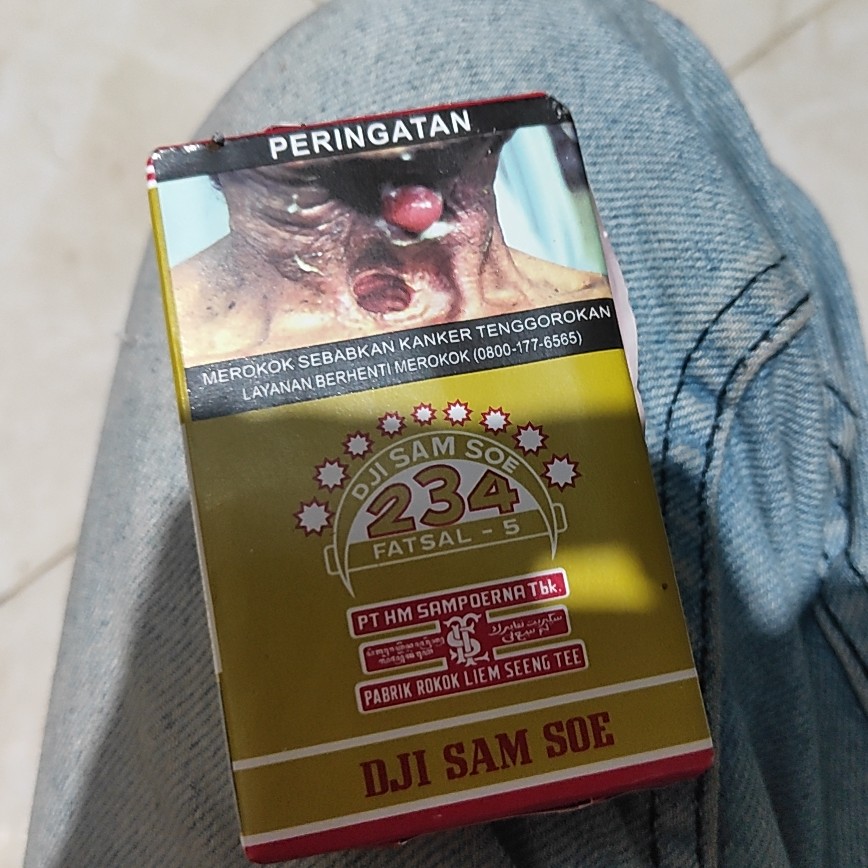 PERINGATAN
MEROKOK SEBABKAN KANKER TENGGOROKAN
LAYANAN BERHENTI MEROKOK (0800-177-6565)
DJI SAM SOE
234
FATSAL - 5
PT HM SAMPOERNA Tbk.
PABRIK ROKOK LIEM SEENG TEE
DJI SAM SOE